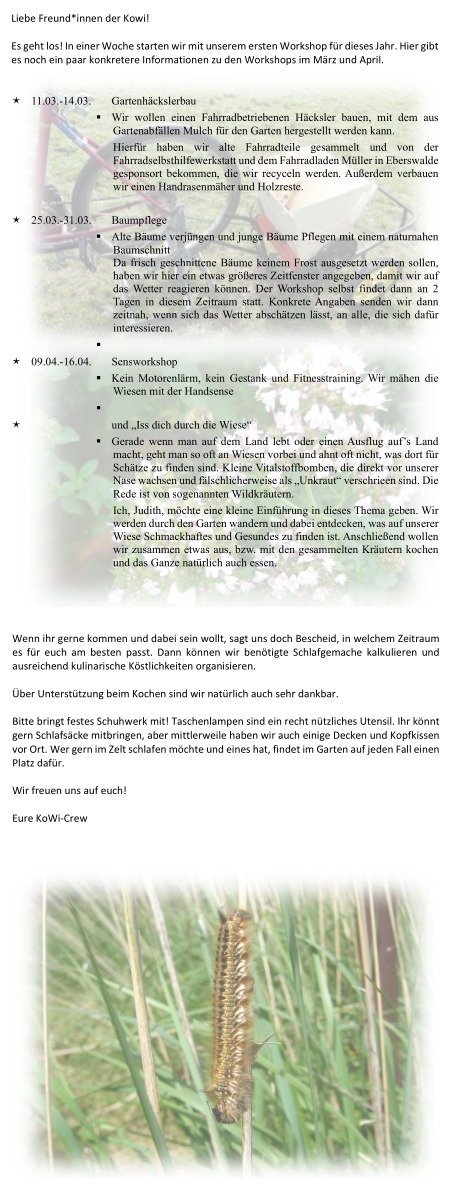 Liebe Freund*innen der Kowi!
Es geht los! In einer Woche starten wir mit unserem ersten Workshop für dieses Jahr. Hier gibt
es noch ein paar konkretere Informationen zu den Workshops im März und April.
★ 11.03.-14.03. Gartenhäckslerbau
▪ Wir wollen einen Fahrradbetriebenen Häcksler bauen, mit dem aus
Gartenabfällen Mulch für den Garten hergestellt werden kann.
Hierfür haben wir alte Fahrradteile gesammelt und von der
Fahrradselbsthilfewerkstatt und dem Fahrradladen Müller in Eberswalde
gesponsort bekommen, die wir recyceln werden. Außerdem verbauen
wir einen Handrasenmäher und Holzreste.
★ 25.03.-31.03. Baumpflege
▪ Alte Bäume verjüngen und junge Bäume Pflegen mit einem naturnahen
Baumschnitt
Da frisch geschnittene Bäume keinem Frost ausgesetzt werden sollen,
haben wir hier ein etwas größeres Zeitfenster angegeben, damit wir auf
das Wetter reagieren können. Der Workshop selbst findet dann an 2
Tagen in diesem Zeitraum statt. Konkrete Angaben senden wir dann
zeitnah, wenn sich das Wetter abschätzen lässt, an alle, die sich dafür
interessieren.
▪
★ 09.04.-16.04. Sensworkshop
▪ Kein Motorenlärm, kein Gestank und Fitnesstraining. Wir mähen die
Wiesen mit der Handsense
▪
★ und „Iss dich durch die Wiese“
▪ Gerade wenn man auf dem Land lebt oder einen Ausflug auf’s Land
macht, geht man so oft an Wiesen vorbei und ahnt oft nicht, was dort für
Schätze zu finden sind. Kleine Vitalstoffbomben, die direkt vor unserer
Nase wachsen und fälschlicherweise als „Unkraut“ verschrieen sind. Die
Rede ist von sogenannten Wildkräutern.
Ich, Judith, möchte eine kleine Einführung in dieses Thema geben. Wir
werden durch den Garten wandern und dabei entdecken, was auf unserer
Wiese Schmackhaftes und Gesundes zu finden ist. Anschließend wollen
wir zusammen etwas aus, bzw. mit den gesammelten Kräutern kochen
und das Ganze natürlich auch essen.
Wenn ihr gerne kommen und dabei sein wollt, sagt uns doch Bescheid, in welchem Zeitraum
es für euch am besten passt. Dann können wir benötigte Schlafgemache kalkulieren und
ausreichend kulinarische Köstlichkeiten organisieren.
Über Unterstützung beim Kochen sind wir natürlich auch sehr dankbar.
Bitte bringt festes Schuhwerk mit! Taschenlampen sind ein recht nützliches Utensil. Ihr könnt
gern Schlafsäcke mitbringen, aber mittlerweile haben wir auch einige Decken und Kopfkissen
vor Ort. Wer gern im Zelt schlafen möchte und eines hat, findet im Garten auf jeden Fall einen
Platz dafür.
Wir freuen uns auf euch!
Eure KoWi-Crew